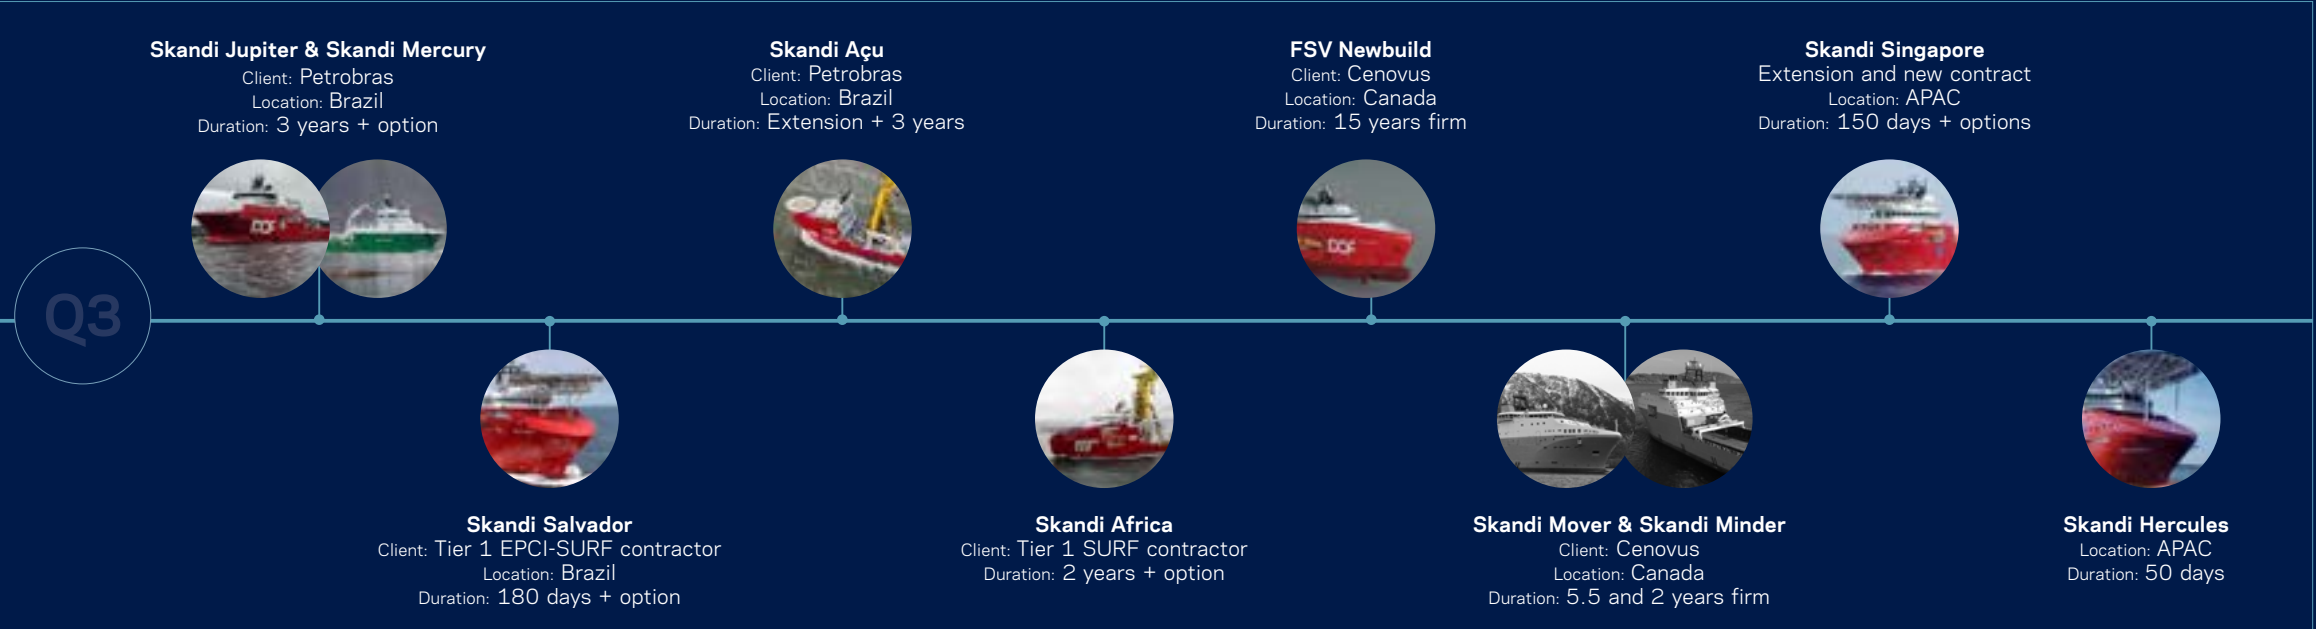 Skandi Jupiter & Skandi Mercury
Client: Petrobras
Location: Brazil
Duration: 3 years + option
Skandi Açu
Client: Petrobras
Location: Brazil
Duration: Extension + 3 years
FSV Newbuild
Client: Cenovus
Location: Canada
Duration: 15 years firm
Skandi Singapore
Extension and new contract
Location: APAC
Duration: 150 days + options
DOF
DOF
Q3
Skandi Salvador
Client: Tier 1 EPCI-SURF contractor
Location: Brazil
Duration: 180 days + option
Skandi Africa
Client: Tier 1 SURF contractor
Duration: 2 years + option
Skandi Mover & Skandi Minder
Client: Cenovus
Location: Canada
Duration: 5.5 and 2 years firm
Skandi Hercules
Location: APAC
Duration: 50 days